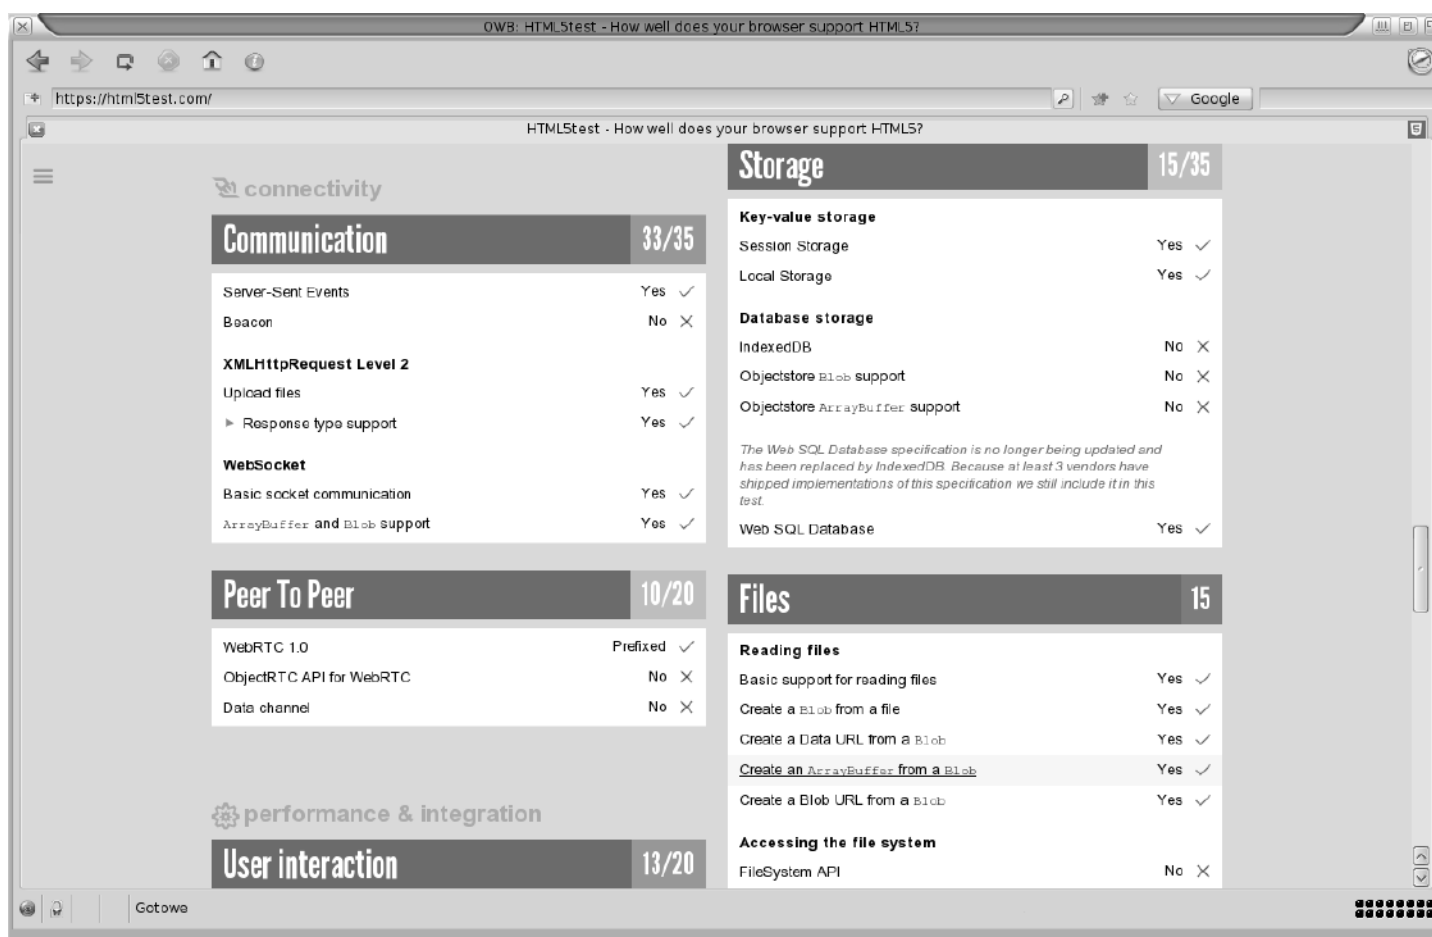 OWB: HTML5test - How well does your browser support HTML5?
https://html5test.com/
Google
HTML5test - How well does your browser support HTML5?
5
connectivity
Communication 33/35
Server-Sent Events Yes
Beacon No
XMLHttpRequest Level 2
Upload files Yes
Response type support Yes
WebSocket
Basic socket communication Yes
ArrayBuffer and Blob support Yes
Peer To Peer 10/20
WebRTC 1.0 Prefixed
ObjectRTC API for WebRTC No
Data channel No
performance & integration
User interaction 13/20
Storage 15/35
Key-value storage
Session Storage Yes
Local Storage Yes
Database storage
IndexedDB No
Objectstore Blob support No
Objectstore ArrayBuffer support No
The Web SQL Database specification is no longer being updated and
has been replaced by IndexedDB. Because at least 3 vendors have
shipped implementations of this specification we still include it in this
test.
Web SQL Database Yes
Files 15
Reading files
Basic support for reading files Yes
Create a Blob from a file Yes
Create a Data URL from a Blob Yes
Create an ArrayBuffer from a Blob Yes
Create a Blob URL from a Blob Yes
Accessing the file system
FileSystem API No
Gotowe